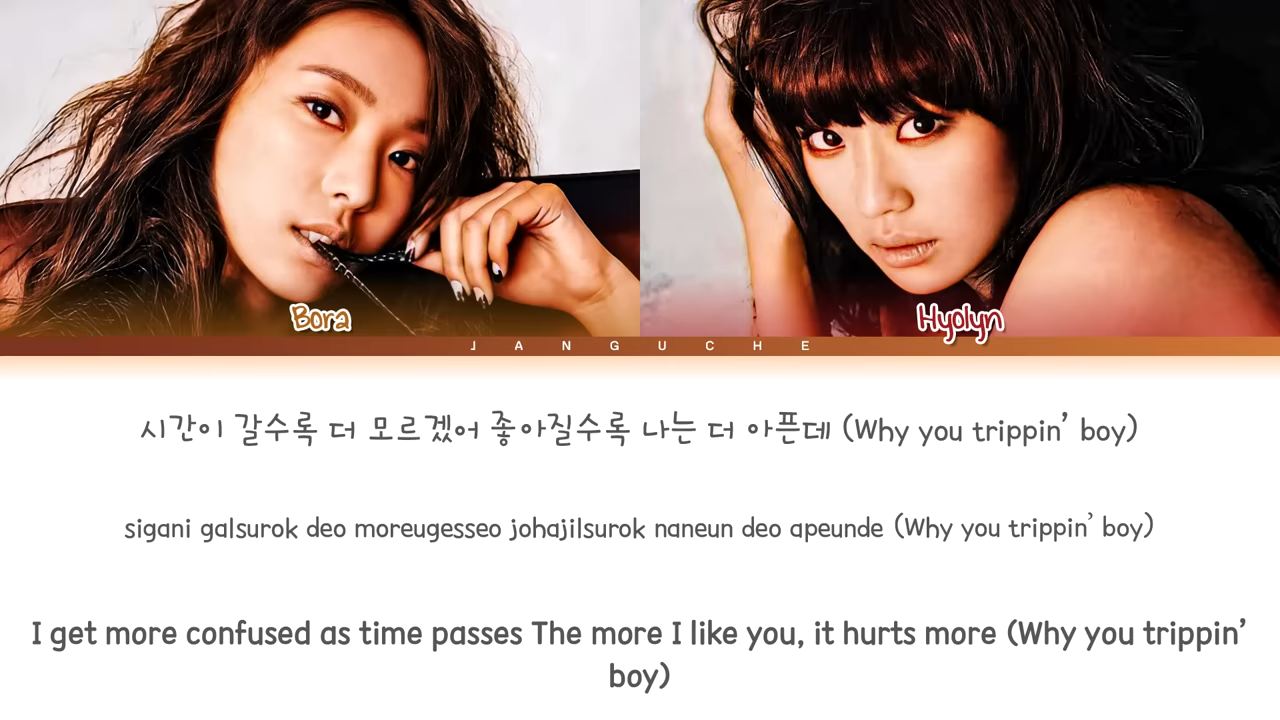 Bora
Hyolyn
JANGUCHE
시간이 갈수록 더 모르겠어 좋아질수록 나는 더 아픈데 (Why you trippin’ boy)
sigani galsurok deo moreugesseo johajilsurok naneun deo apeunde (Why you trippin’ boy)
I get more confused as time passes The more I like you, it hurts more (Why you trippin’
boy)